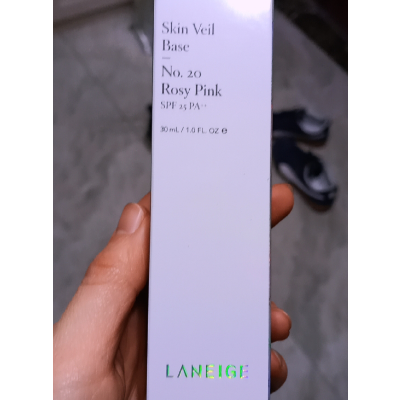 Skin Veil
Base
No. 20
Rosy Pink
SPF 25 PA++
30 mL / 1.0 FL. OZ ℮
LANEIGE